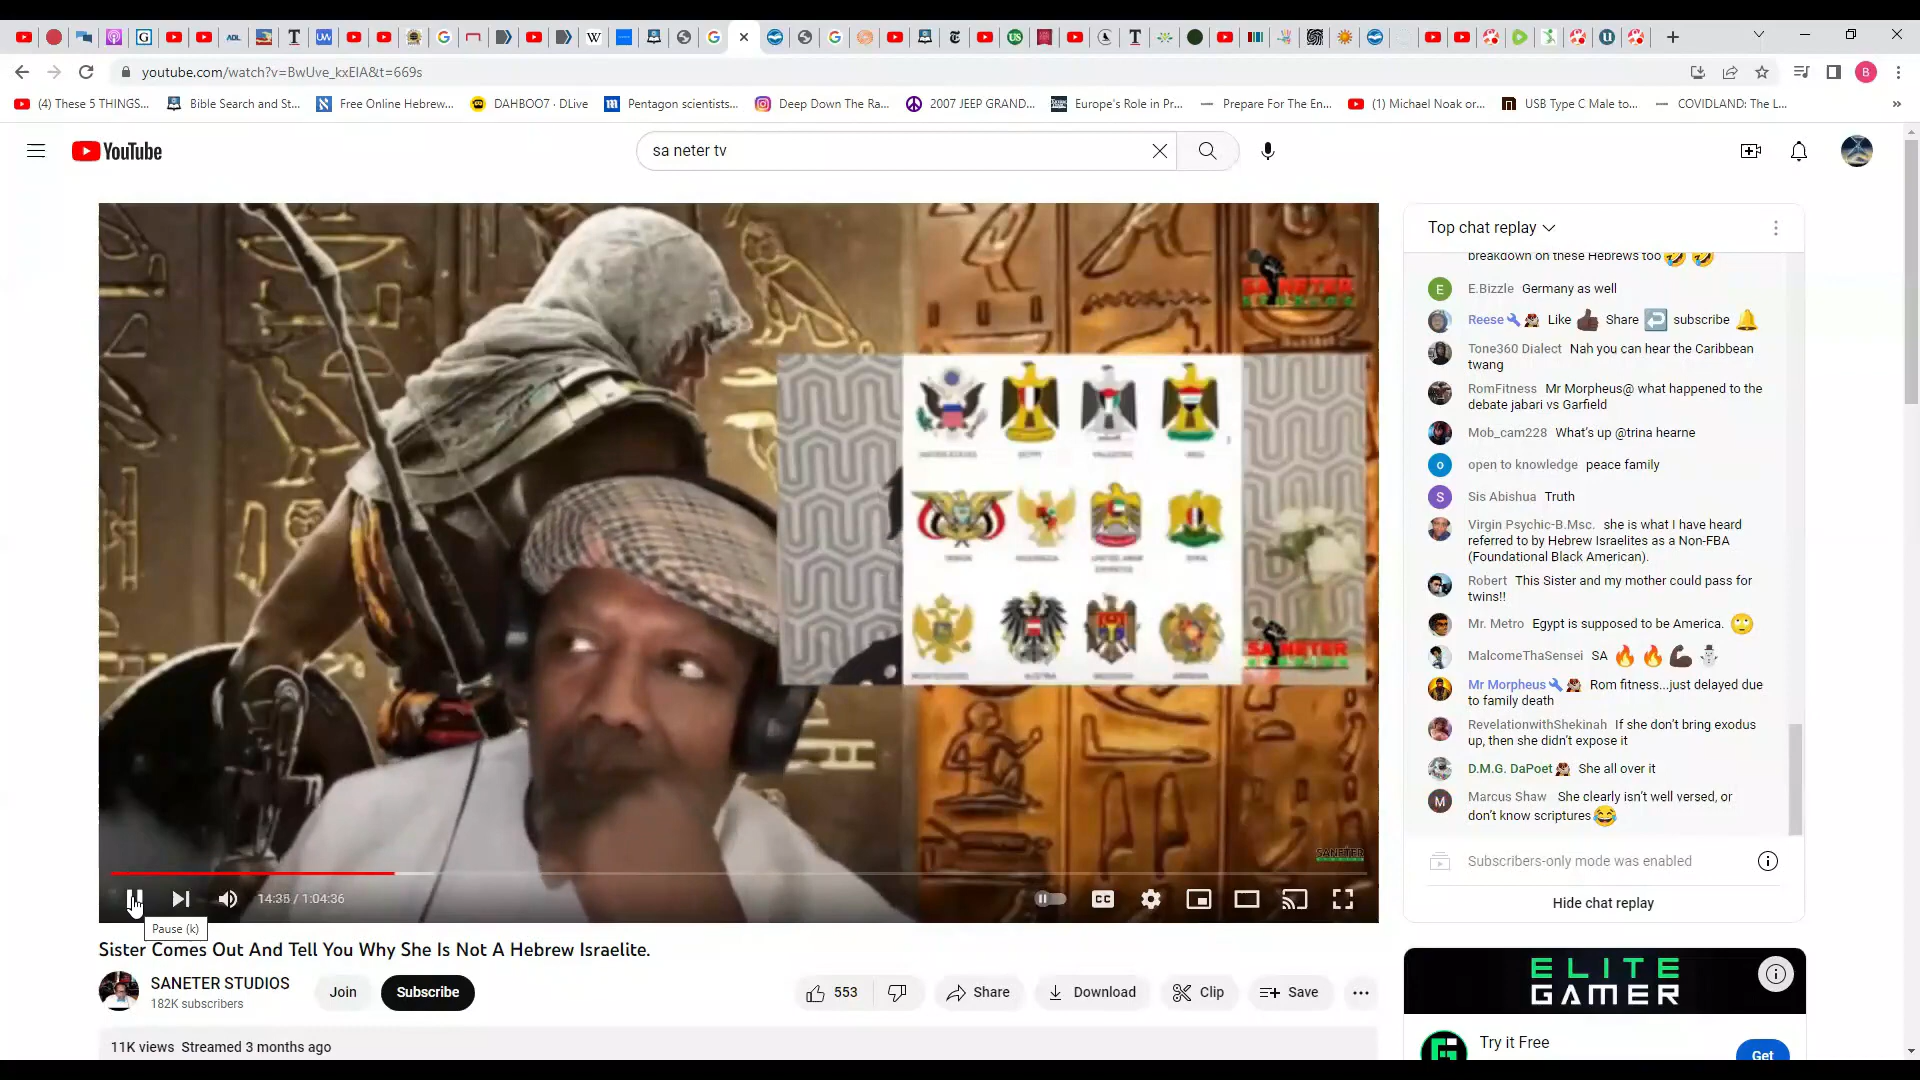 youtube.com/watch?v=BwUve_kxEIA&t=669s
B
(4) These 5 THINGS...
Bible Search and St...
Free Online Hebrew...
DAHBOO7 · DLive
Pentagon scientists...
Deep Down The Ra...
2007 JEEP GRAND...
Europe's Role in Pr...
Prepare For The En...
(1) Michael Noak or...
USB Type C Male to...
COVIDLAND: The L...
YouTube
sa neter tv
Top chat replay
breakdown on these Hebrews too
E.Bizzle Germany as well
Reese Like Share subscribe
Tone360 Dialect Nah you can hear the Caribbean
twang
RomFitness Mr Morpheus@ what happened to the
debate jabari vs Garfield
Mob_cam228 What's up @trina hearne
open to knowledge peace family
Sis Abishua Truth
Virgin Psychic-B.Msc. she is what I have heard
referred to by Hebrew Israelites as a Non-FBA
(Foundational Black American).
Robert This Sister and my mother could pass for
twins!!
Mr. Metro Egypt is supposed to be America.
MalcomeThaSensei SA
Mr Morpheus Rom fitness...just delayed due
to family death
RevelationwithShekinah If she don't bring exodus
up, then she didn't expose it
D.M.G. DaPoet She all over it
Marcus Shaw She clearly isn't well versed, or
don't know scriptures
Subscribers-only mode was enabled
Hide chat replay
SANETER
STUDIOS
EGYPT
SANETER
14:35 / 1:04:36
CC
Pause (k)
Sister Comes Out And Tell You Why She Is Not A Hebrew Israelite.
SANETER STUDIOS
182K subscribers
Join
Subscribe
553
Share
Download
Clip
Save
11K views Streamed 3 months ago
ELITE
GAMER
Try it Free
Get